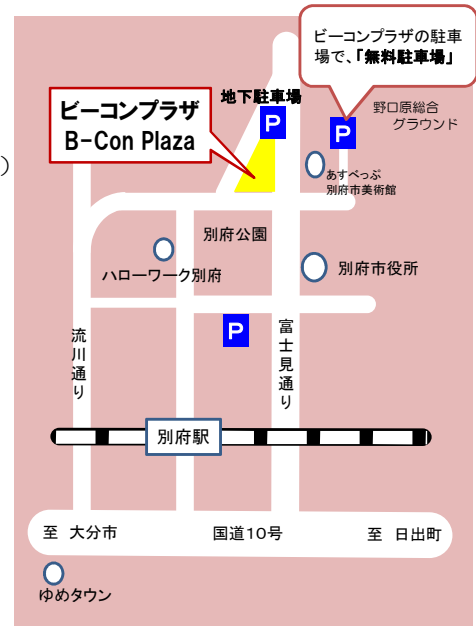 ビーコンプラザの駐車
場で、「無料駐車場」
地下駐車場
P
ビーコンプラザ
B-Con Plaza
P
野口原総合
グラウンド
)
あすべっぷ
別府市美術館
別府公園
ハローワーク別府
別府市役所
P
流川通り
富士見通り
別府駅
至 大分市
国道10号
至 日出町
ゆめタウン